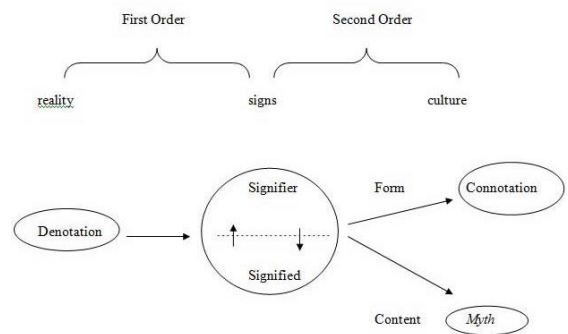 First Order Second Order
reality signs culture
Signifier Form Connotation
Denotation
Signified
Content Myth